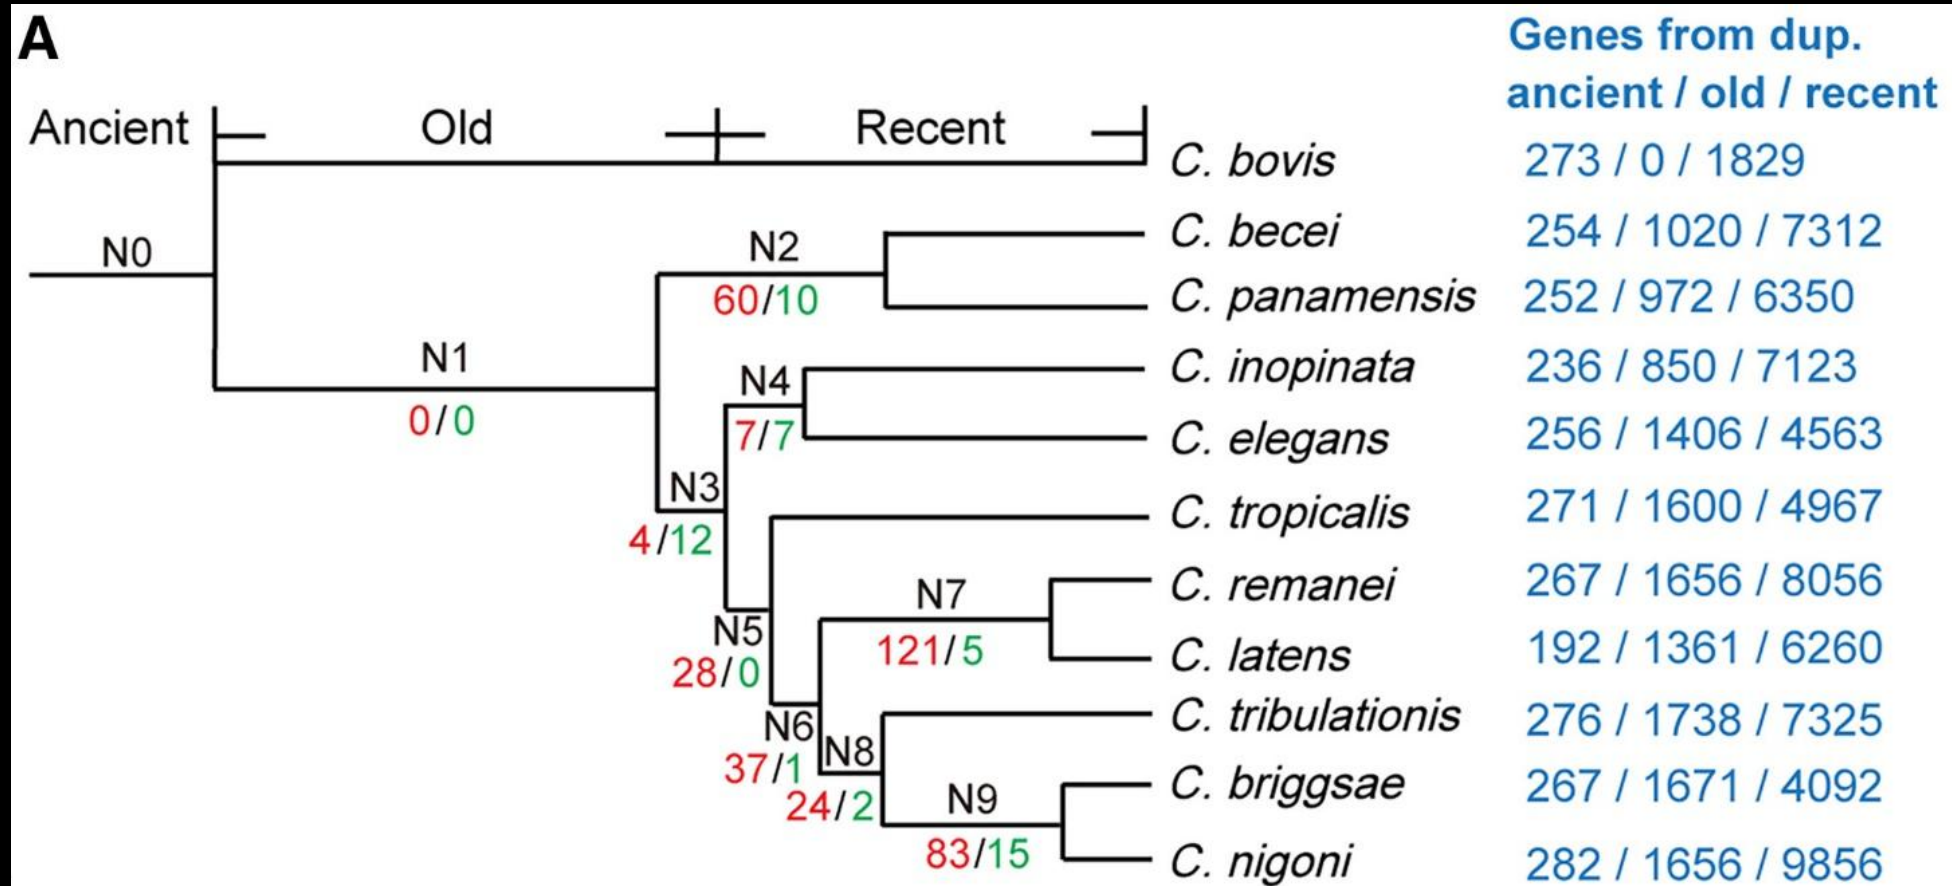 A
Genes from dup.
ancient / old / recent
Ancient Old Recent
C. bovis 273 / 0 / 1829
N0
N2
C. becei 254 / 1020 / 7312
60/10
C. panamensis 252 / 972 / 6350
N1
0/0
N4
C. inopinata 236 / 850 / 7123
7/7
C. elegans 256 / 1406 / 4563
N3
4/12
C. tropicalis 271 / 1600 / 4967
N5
28/0
N7
C. remanei 267 / 1656 / 8056
121/5
C. latens 192 / 1361 / 6260
N6
37/1
N8
24/2
C. tribulationis 276 / 1738 / 7325
N9
C. briggsae 267 / 1671 / 4092
83/15
C. nigoni 282 / 1656 / 9856